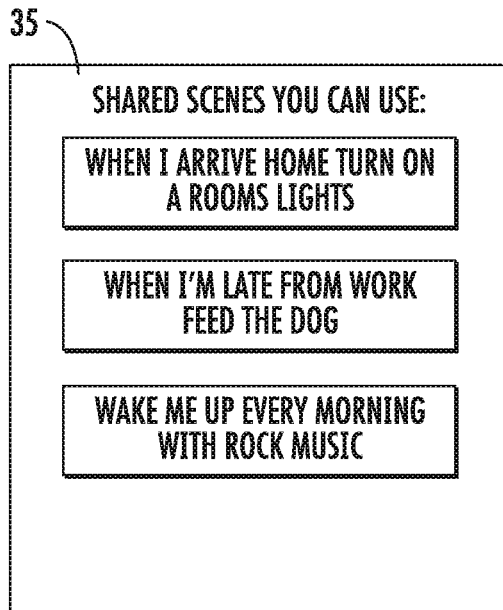 35
SHARED SCENES YOU CAN USE:
WHEN I ARRIVE HOME TURN ON
A ROOMS LIGHTS
WHEN I'M LATE FROM WORK
FEED THE DOG
WAKE ME UP EVERY MORNING
WITH ROCK MUSIC